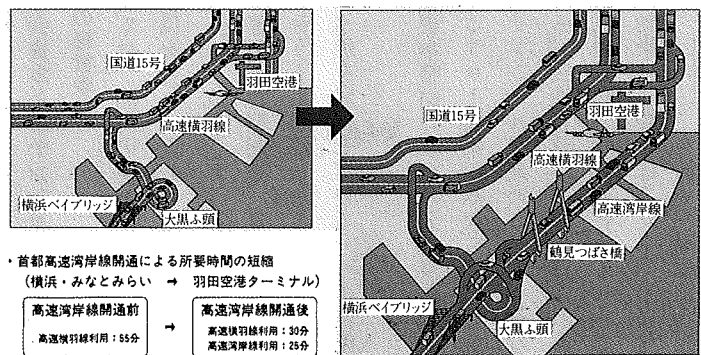 国道15号
羽田空港
高速横羽線
横浜ベイブリッジ
大黒ふ頭
国道15号
羽田空港
高速横羽線
高速湾岸線
鶴見つばさ橋
横浜ベイブリッジ
大黒ふ頭
・首都高速湾岸線開通による所要時間の短縮
(横浜・みなとみらい → 羽田空港ターミナル)
高速湾岸線開通前
高速横羽線利用：55分
→
高速湾岸線開通後
高速横羽線利用：30分
高速湾岸線利用：25分